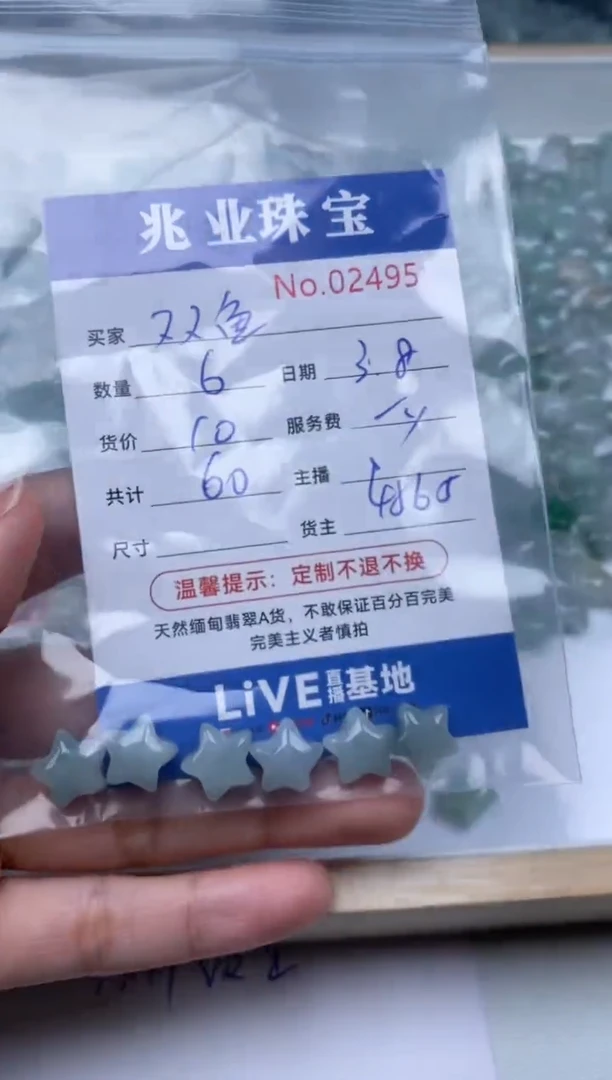 兆业珠宝
No.02495
买家 双鱼
数量 6 日期 3.8
货价 10 服务费
共计 60 主播
尺寸 货主
温馨提示：定制不退不换
天然缅甸翡翠A货，不敢保证百分百完美
完美主义者慎拍
LiVE直播基地